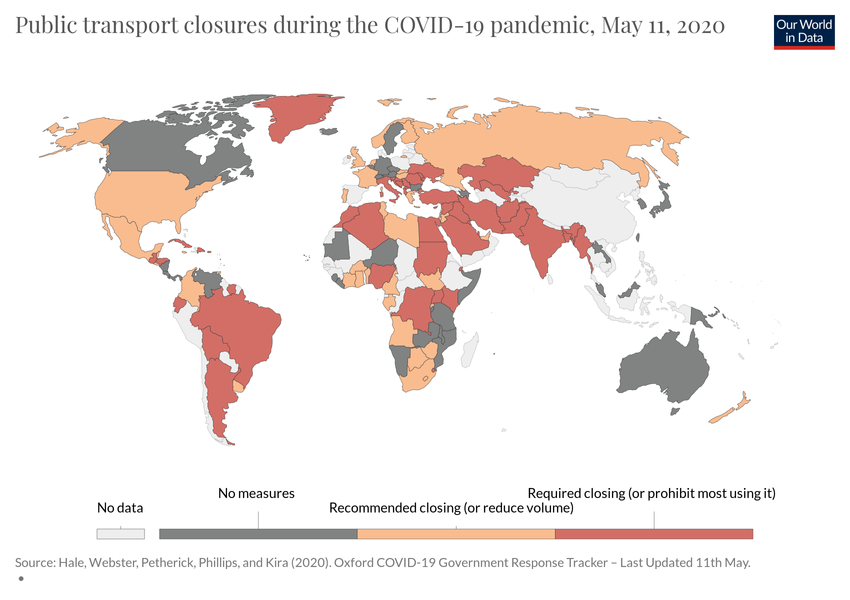 Public transport closures during the COVID-19 pandemic, May 11, 2020
Our World
in Data
No data
No measures
Recommended closing (or reduce volume)
Required closing (or prohibit most using it)
Source: Hale, Webster, Petherick, Phillips, and Kira (2020). Oxford COVID-19 Government Response Tracker – Last Updated 11th May.
•